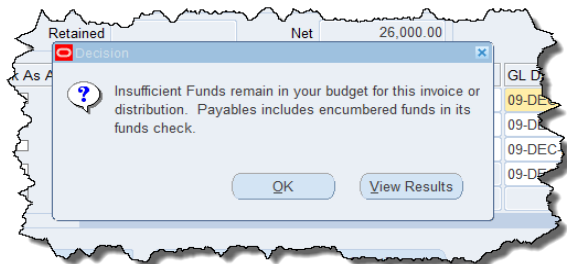 Retained Net 26,000.00
Decision
As A
GL D
Insufficient Funds remain in your budget for this invoice or
distribution. Payables includes encumbered funds in its
funds check.
09-DEC
09-DE
09-DEC-
09-DE
OK View Results